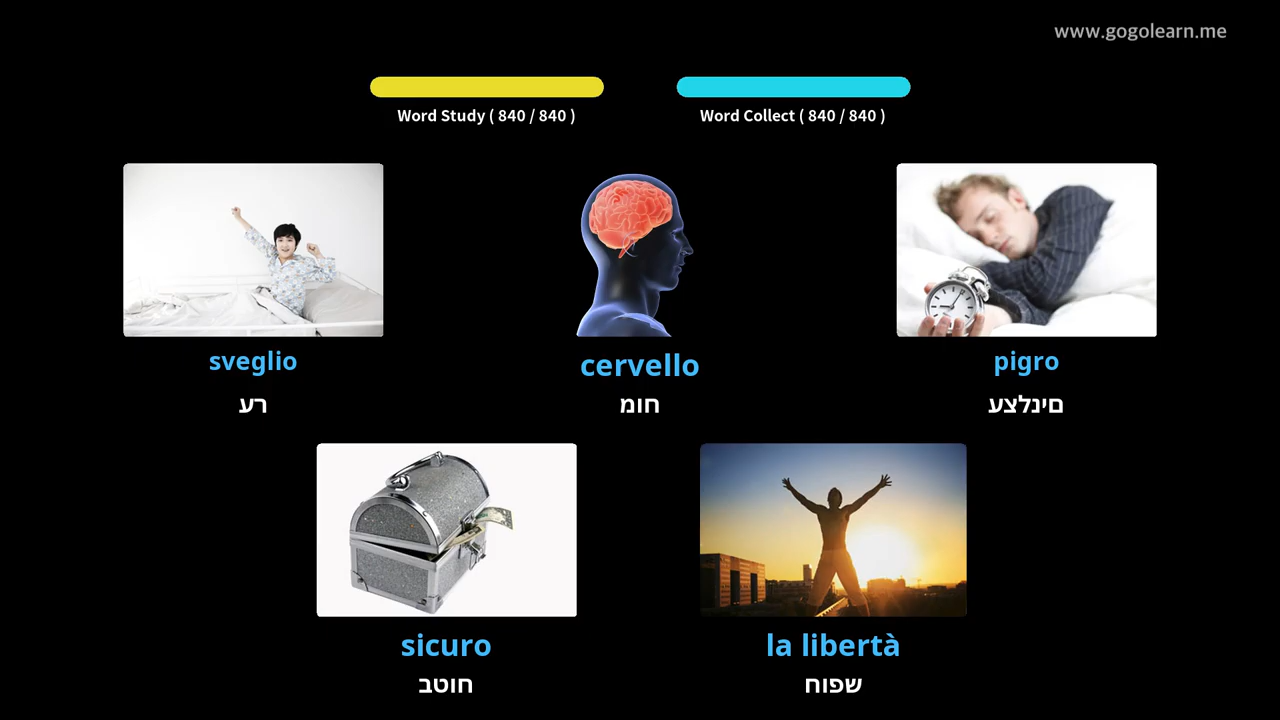 www.gogolearn.me
Word Study ( 840 / 840 )
Word Collect ( 840 / 840 )
sveglio
רע
cervello
חומ
pigro
םינלצע
sicuro
חוטב
la libertà
שפוח